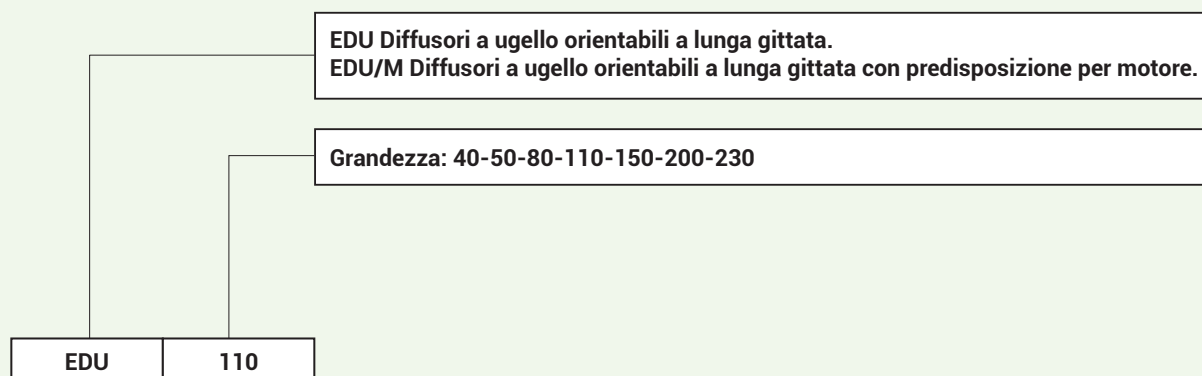 EDU Diffusori a ugello orientabili a lunga gittata.
EDU/M Diffusori a ugello orientabili a lunga gittata con predisposizione per motore.
Grandezza: 40-50-80-110-150-200-230
EDU 110